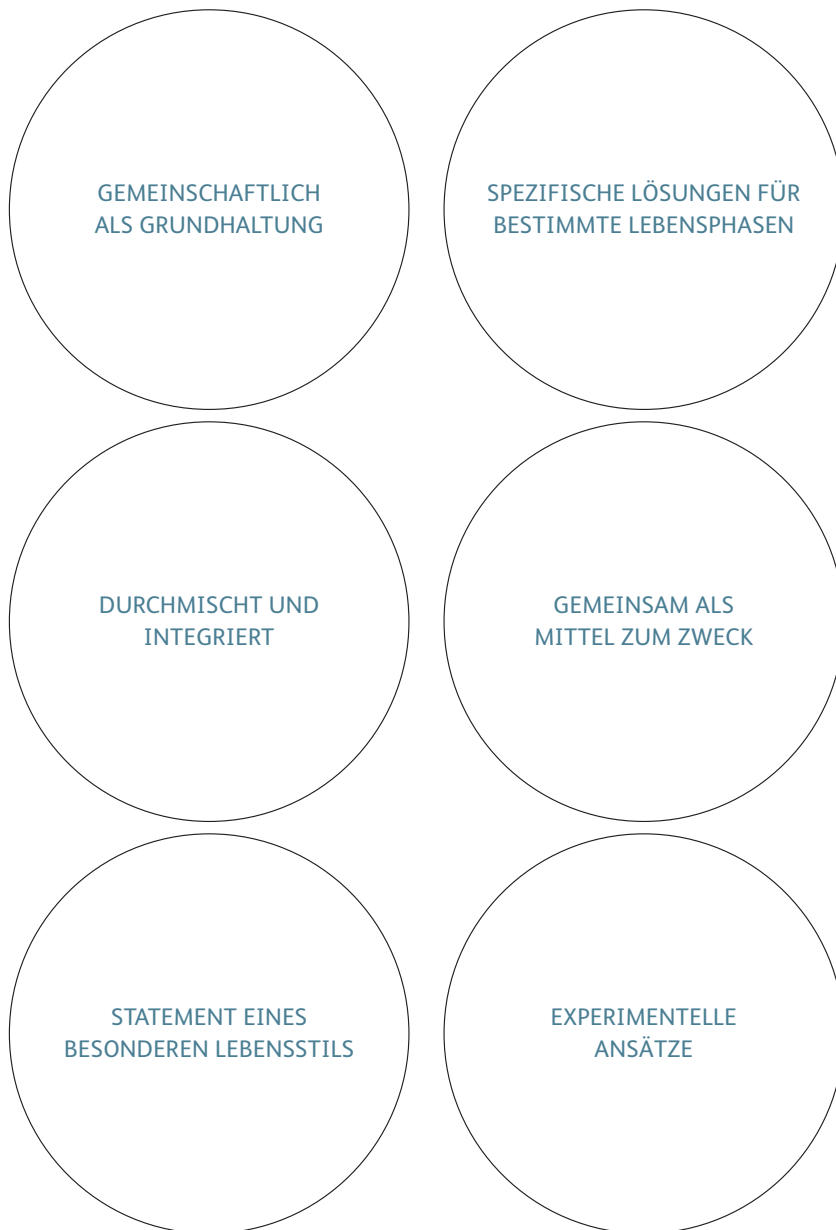 GEMEINSCHAFTLICH
ALS GRUNDHALTUNG
SPEZIFISCHE LÖSUNGEN FÜR
BESTIMMTE LEBENSPHASEN
DURCHMISCHT UND
INTEGRIERT
GEMEINSAM ALS
MITTEL ZUM ZWECK
STATEMENT EINES
BESONDEREN LEBENSSTILS
EXPERIMENTELLE
ANSÄTZE